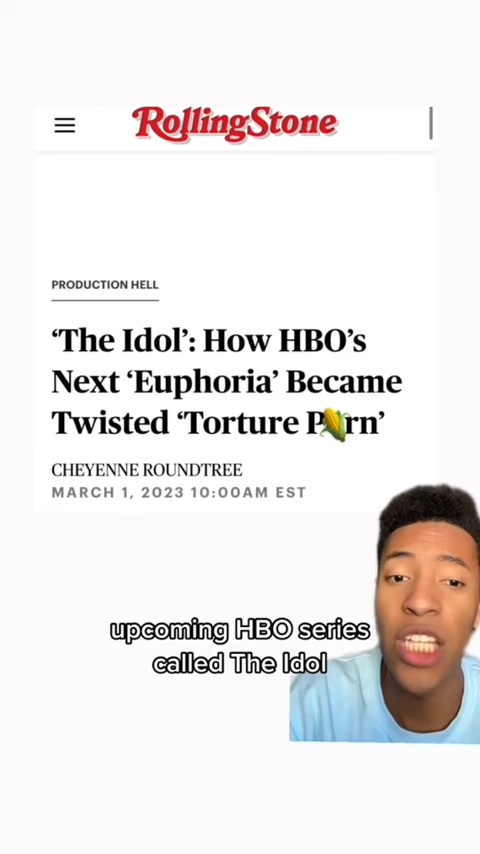 RollingStone
PRODUCTION HELL
‘The Idol’: How HBO’s
Next ‘Euphoria’ Became
Twisted ‘Torture P🌽rn’
CHEYENNE ROUNDTREE
MARCH 1, 2023 10:00AM EST
upcoming HBO series
called The Idol